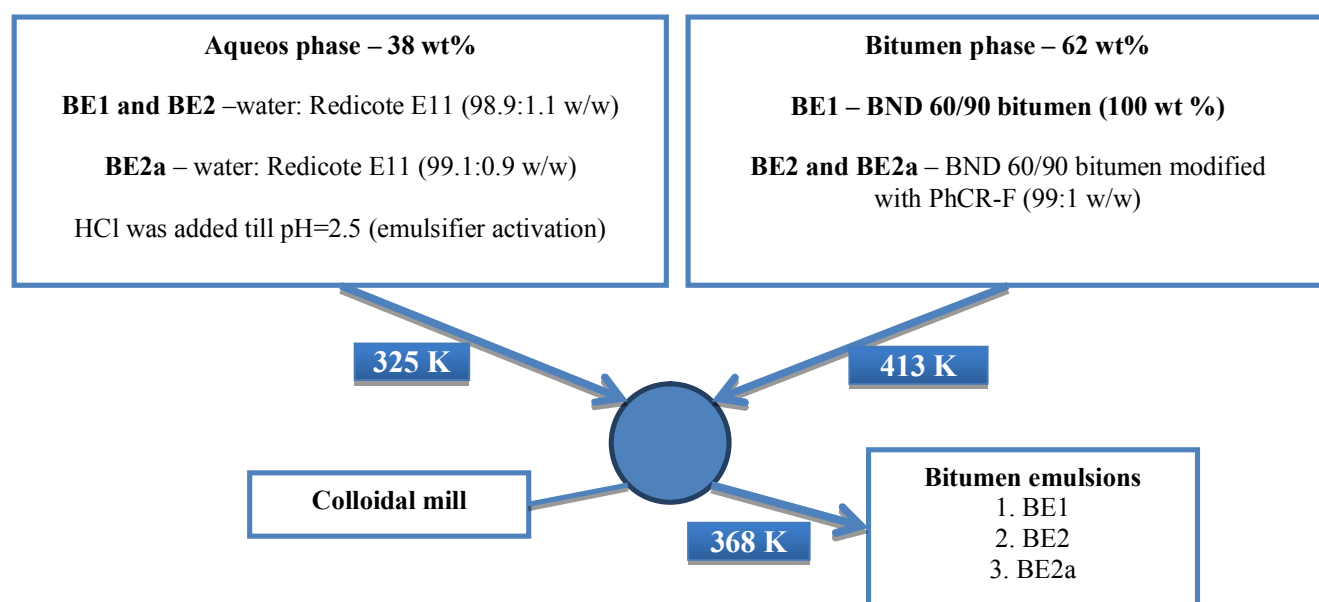 Aqueos phase – 38 wt%
BE1 and BE2 –water: Redicote E11 (98.9:1.1 w/w)
BE2a – water: Redicote E11 (99.1:0.9 w/w)
HCl was added till pH=2.5 (emulsifier activation)
Bitumen phase – 62 wt%
BE1 – BND 60/90 bitumen (100 wt %)
BE2 and BE2a – BND 60/90 bitumen modified
with PhCR-F (99:1 w/w)
325 K
413 K
Colloidal mill
368 K
Bitumen emulsions
1. BE1
2. BE2
3. BE2a